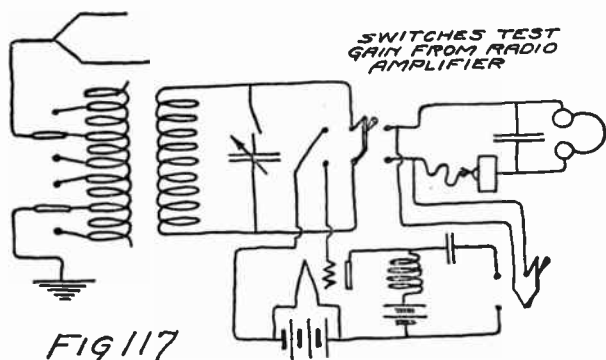 SWITCHES TEST
GAIN FROM RADIO
AMPLIFIER
FIG 117